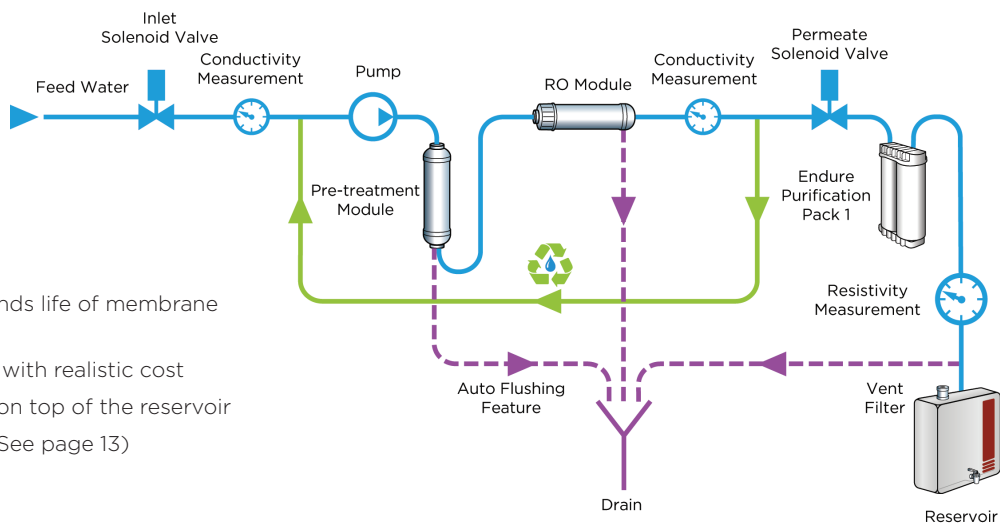 Inlet
Solenoid Valve
Feed Water
Conductivity
Measurement
Pump
RO Module
Conductivity
Measurement
Permeate
Solenoid Valve
Pre-treatment
Module
Endure
Purification
Pack 1
Resistivity
Measurement
nds life of membrane
with realistic cost
on top of the reservoir
See page 13)
Auto Flushing
Feature
Vent
Filter
Drain
Reservoir